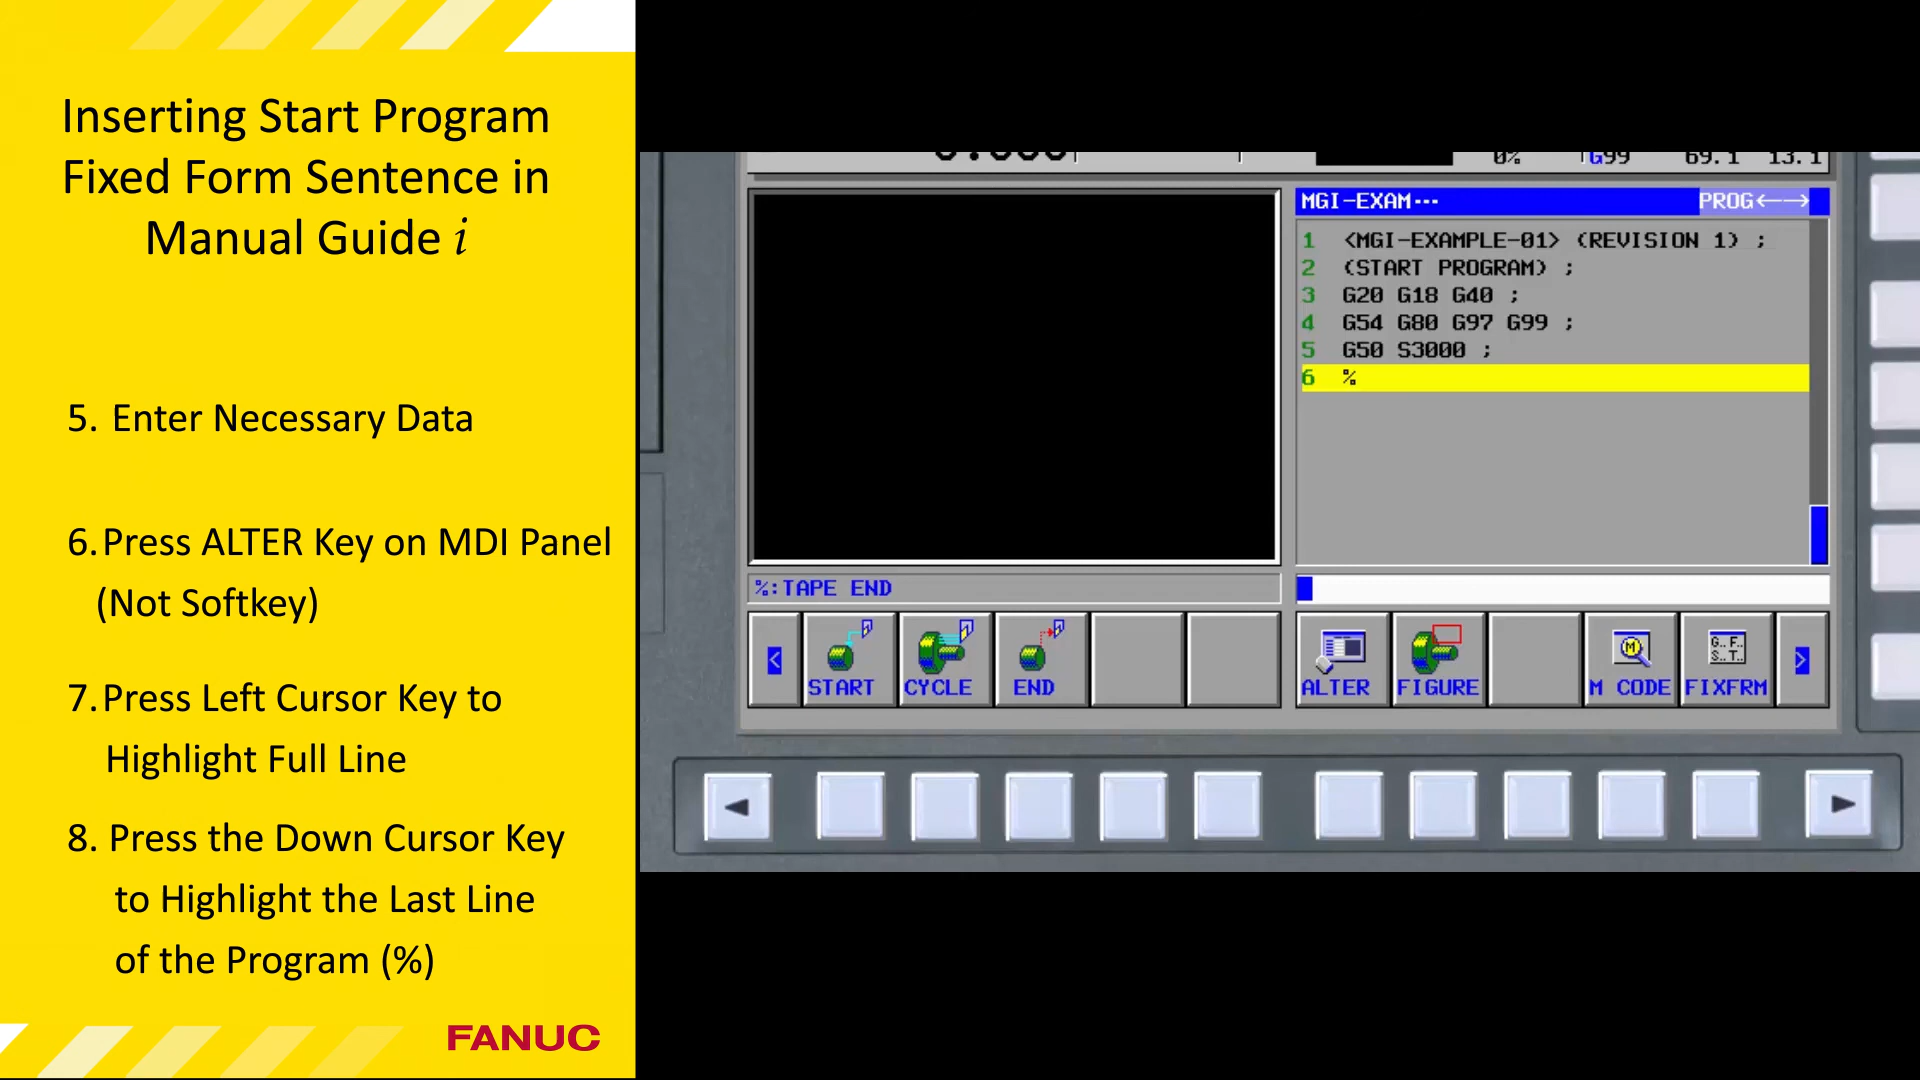 Inserting Start Program
Fixed Form Sentence in
Manual Guide i
5. Enter Necessary Data
6. Press ALTER Key on MDI Panel
(Not Softkey)
7. Press Left Cursor Key to
Highlight Full Line
8. Press the Down Cursor Key
to Highlight the Last Line
of the Program (%)
FANUC
0% G99 69.1 13.1
MGI-EXAM··· PROG←→
1 <MGI-EXAMPLE-01> (REVISION 1) ;
2 (START PROGRAM) ;
3 G20 G18 G40 ;
4 G54 G80 G97 G99 ;
5 G50 S3000 ;
6 %
%:TAPE END
< START CYCLE END ALTER FIGURE M CODE FIXFRM >